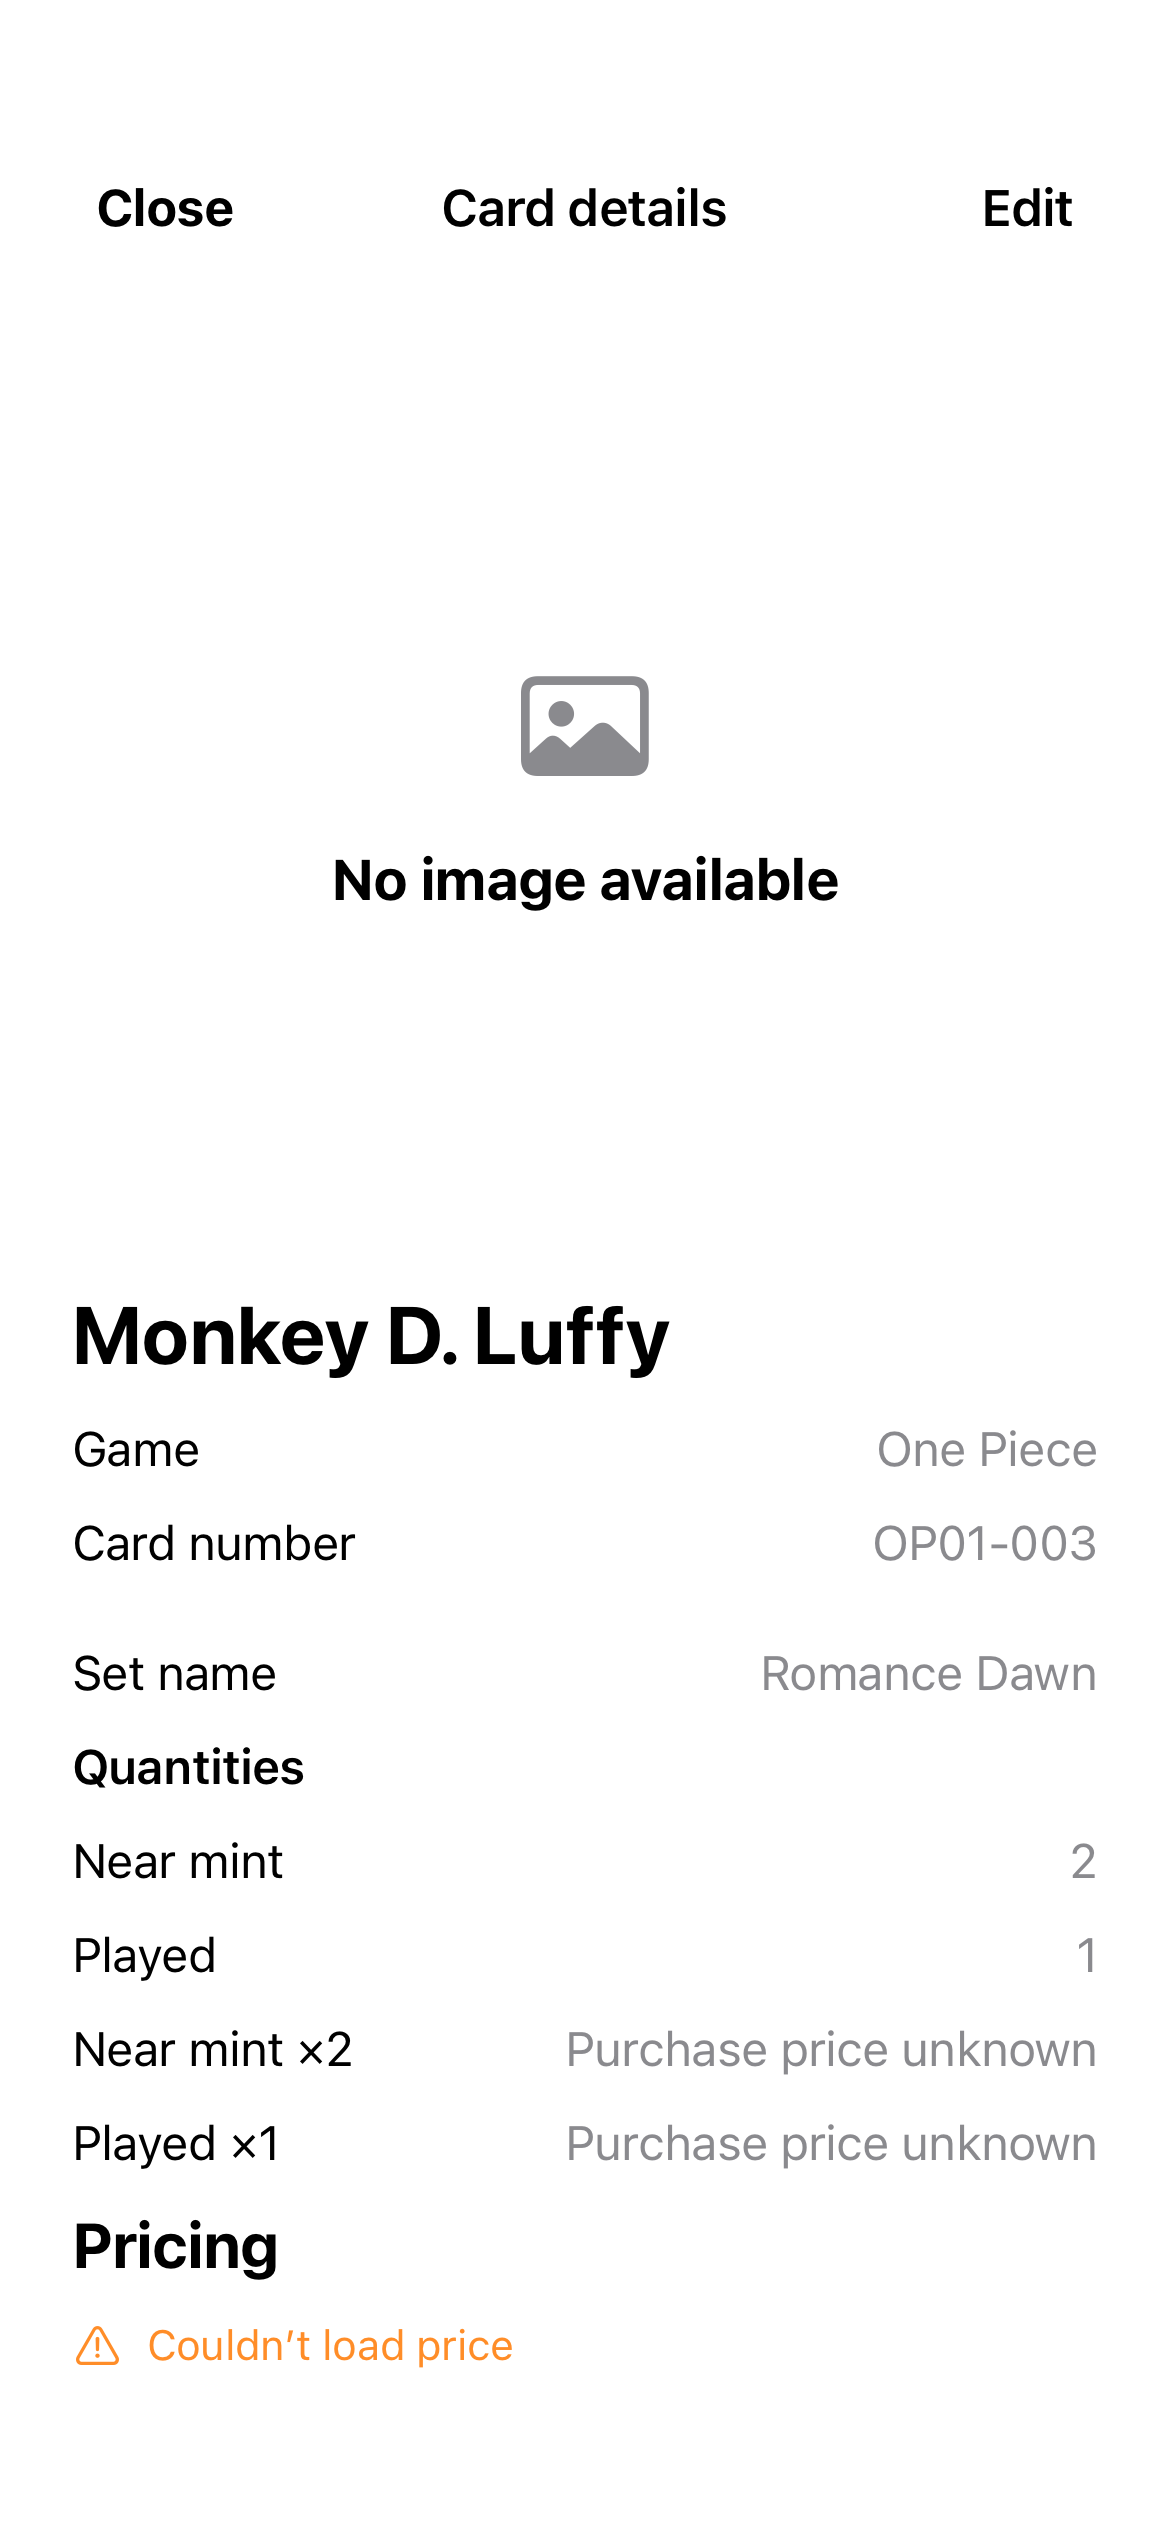 Close Card details Edit
No image available
Monkey D. Luffy
Game One Piece
Card number OP01-003
Set name Romance Dawn
Quantities
Near mint 2
Played 1
Near mint ×2 Purchase price unknown
Played ×1 Purchase price unknown
Pricing
Couldn’t load price